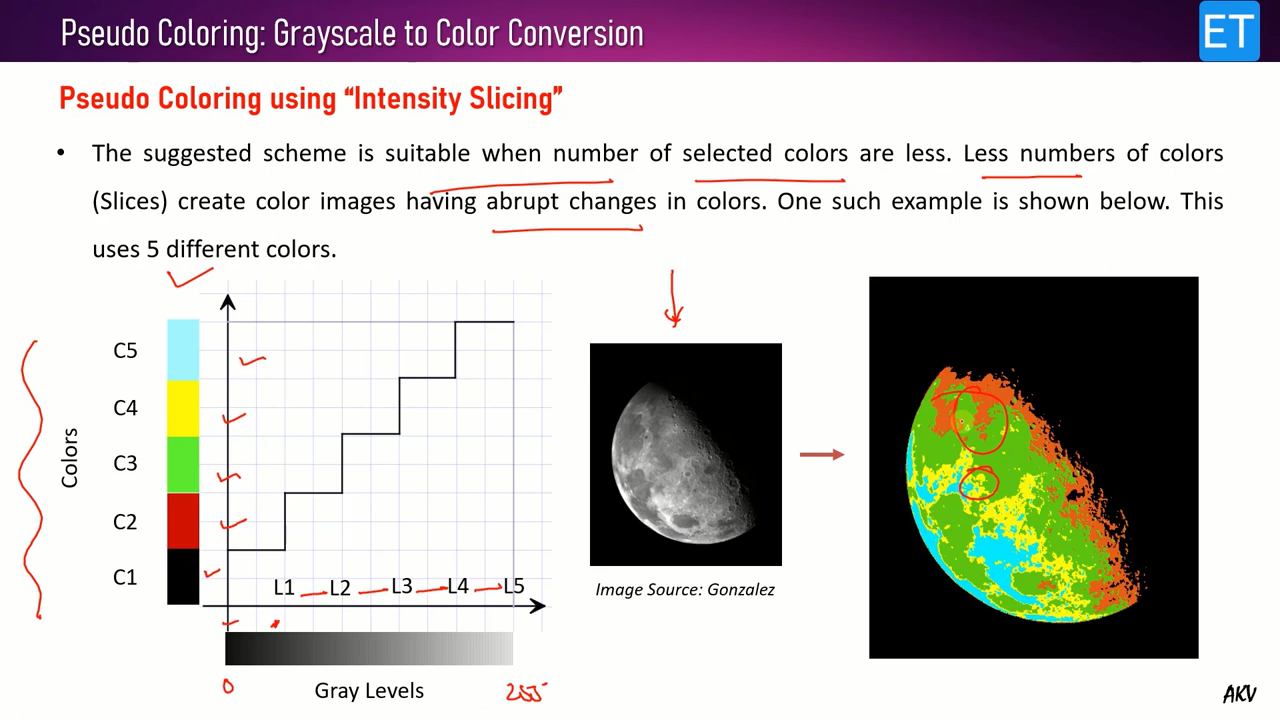 Pseudo Coloring: Grayscale to Color Conversion
ET
Pseudo Coloring using “Intensity Slicing”
• The suggested scheme is suitable when number of selected colors are less. Less numbers of colors
(Slices) create color images having abrupt changes in colors. One such example is shown below. This
uses 5 different colors.
C5
C4
C3
C2
C1
Colors
L1 L2 L3 L4 L5
0 Gray Levels 255
Image Source: Gonzalez
AKV